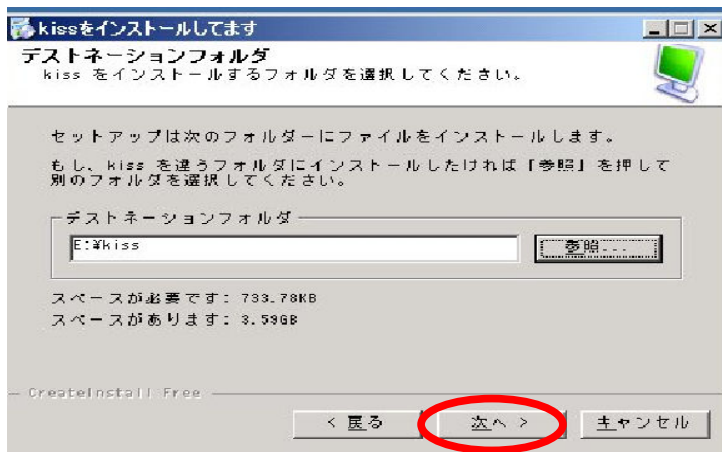 kissをインストールしてます
デストネーションフォルダ
kiss をインストールするフォルダを選択してください。
セットアップは次のフォルダーにファイルをインストールします。
もし、kiss を違うフォルダにインストールしたければ「参照」を押して
別のフォルダを選択してください。
デストネーションフォルダ
E:¥kiss
参照...
スペースが必要です: 733.78KB
スペースがあります: 3.59GB
CreateInstall Free
< 戻る
次へ >
キャンセル